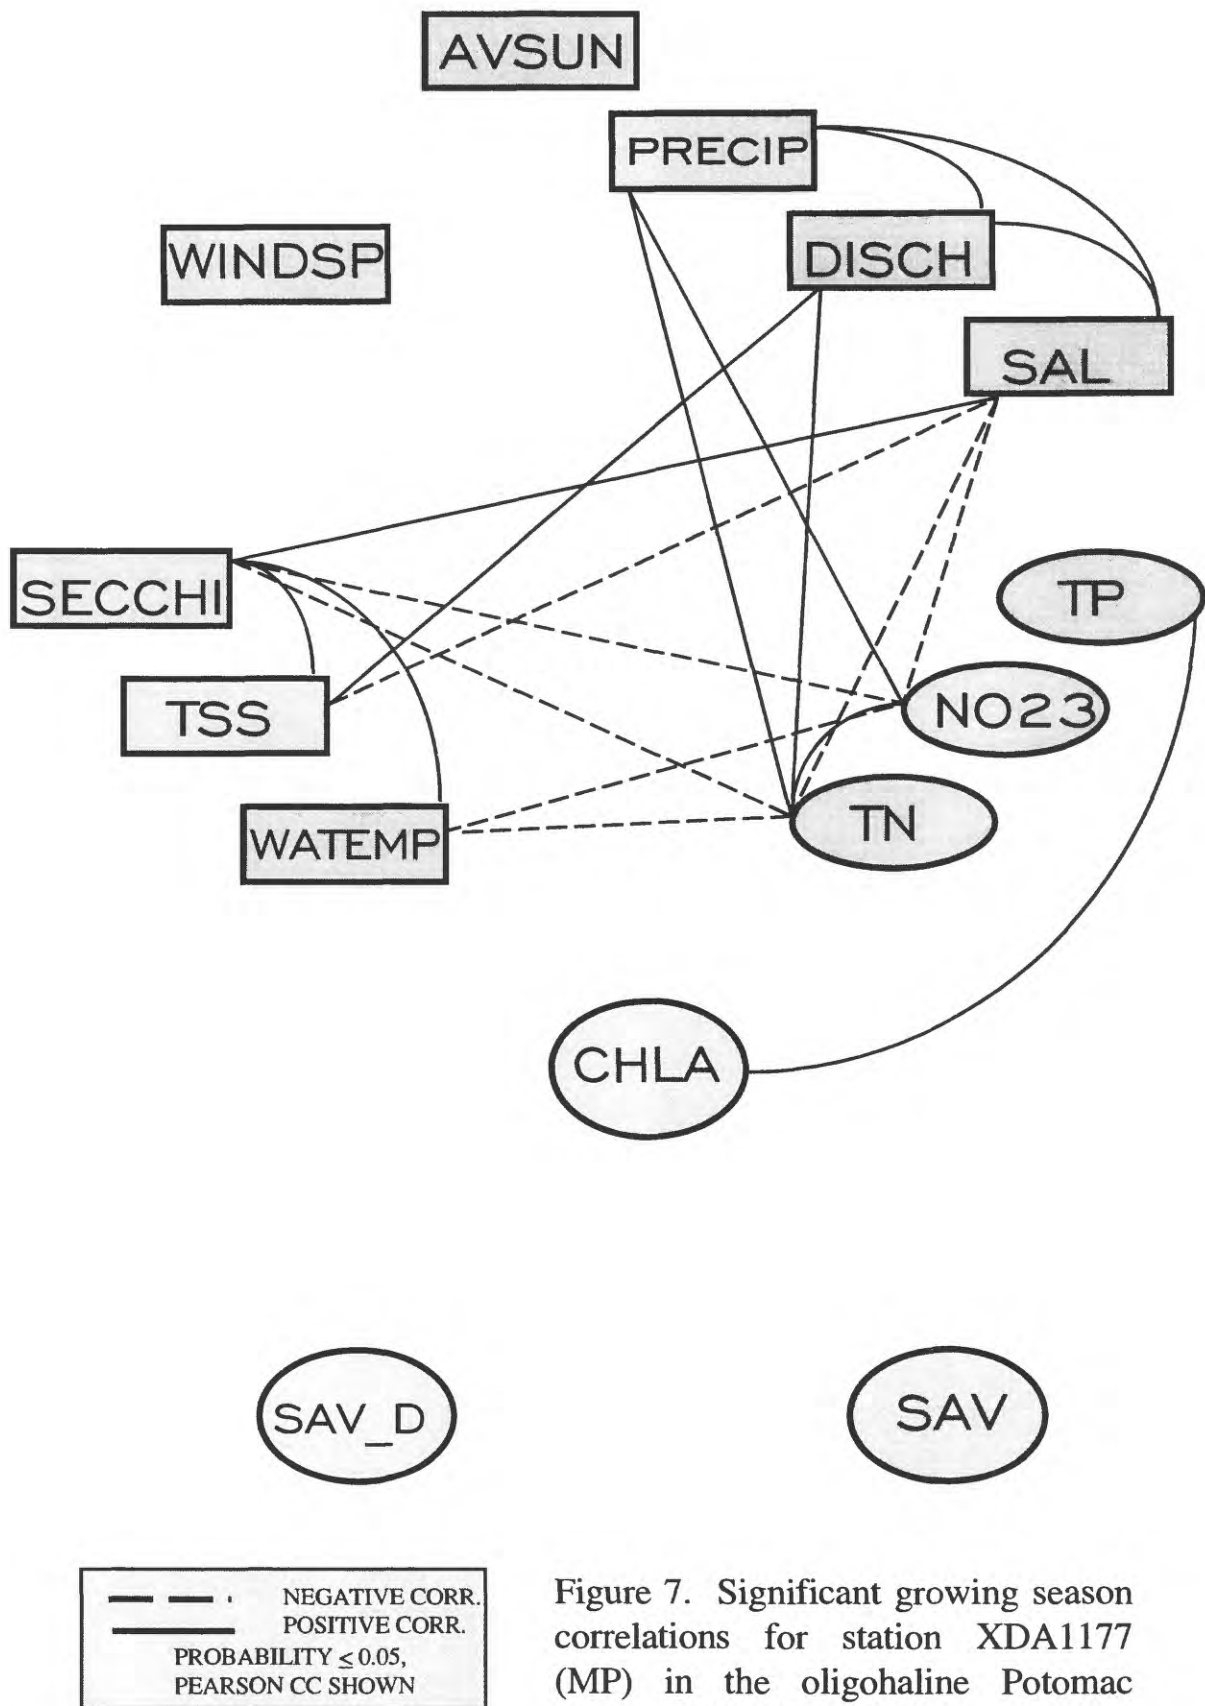 AVSUN
PRECIP
WINDSP
DISCH
SAL
SECCHI
TP
TSS
NO23
WATEMP
TN
CHLA
SAV_D
SAV
NEGATIVE CORR.
POSITIVE CORR.
PROBABILITY ≤ 0.05,
PEARSON CC SHOWN
Figure 7. Significant growing season
correlations for station XDA1177
(MP) in the oligohaline Potomac